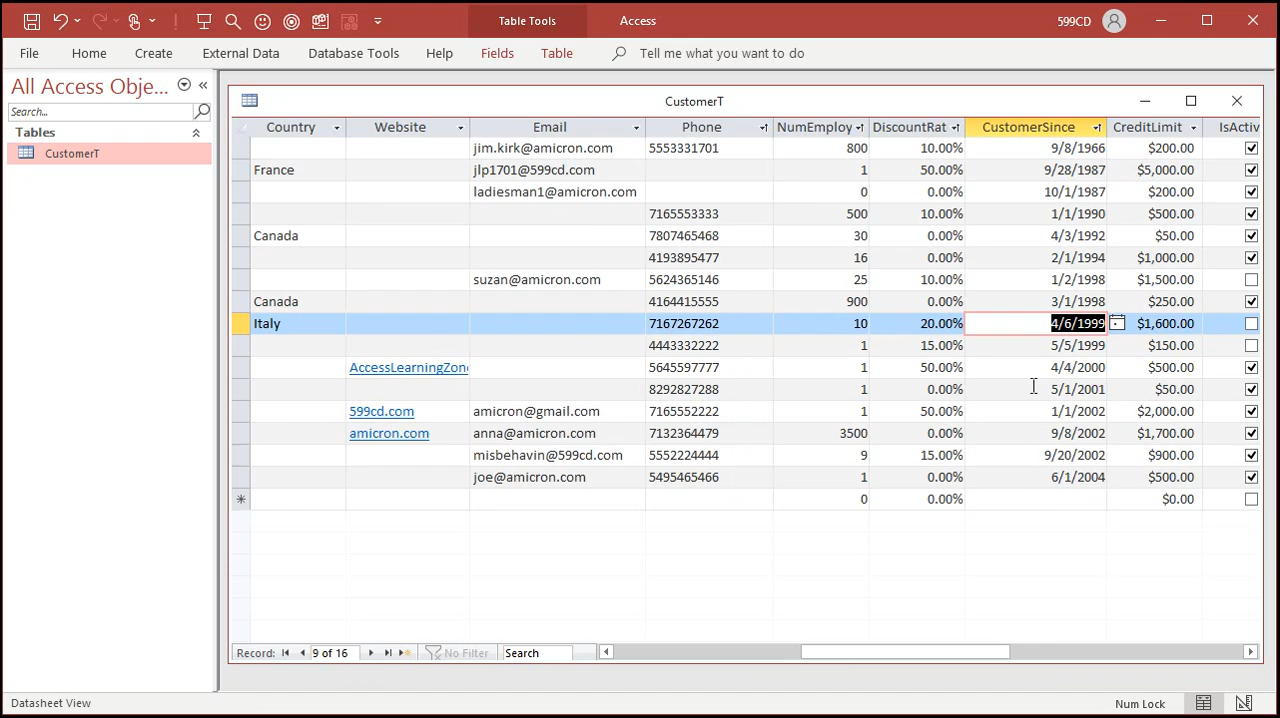 Table Tools
Access
599CD
File Home Create External Data Database Tools Help Fields Table Tell me what you want to do
All Access Obje...
Search...
Tables
CustomerT
CustomerT
Country Website Email Phone NumEmploy DiscountRat CustomerSince CreditLimit IsActiv
jim.kirk@amicron.com 5553331701 800 10.00% 9/8/1966 $200.00
France jlp1701@599cd.com 1 50.00% 9/28/1987 $5,000.00
ladiesman1@amicron.com 0 0.00% 10/1/1987 $200.00
7165553333 500 10.00% 1/1/1990 $500.00
Canada 7807465468 30 0.00% 4/3/1992 $50.00
4193895477 16 0.00% 2/1/1994 $1,000.00
suzan@amicron.com 5624365146 25 10.00% 1/2/1998 $1,500.00
Canada 4164415555 900 0.00% 3/1/1998 $250.00
Italy 7167267262 10 20.00% 4/6/1999 $1,600.00
4443332222 1 15.00% 5/5/1999 $150.00
AccessLearningZon 5645597777 1 50.00% 4/4/2000 $500.00
8292827288 1 0.00% 5/1/2001 $50.00
599cd.com amicron@gmail.com 7165552222 1 50.00% 1/1/2002 $2,000.00
amicron.com anna@amicron.com 7132364479 3500 0.00% 9/8/2002 $1,700.00
misbehavin@599cd.com 5552224444 9 15.00% 9/20/2002 $900.00
joe@amicron.com 5495465466 1 0.00% 6/1/2004 $500.00
0 0.00% $0.00
Record: 9 of 16 No Filter Search
Datasheet View
Num Lock